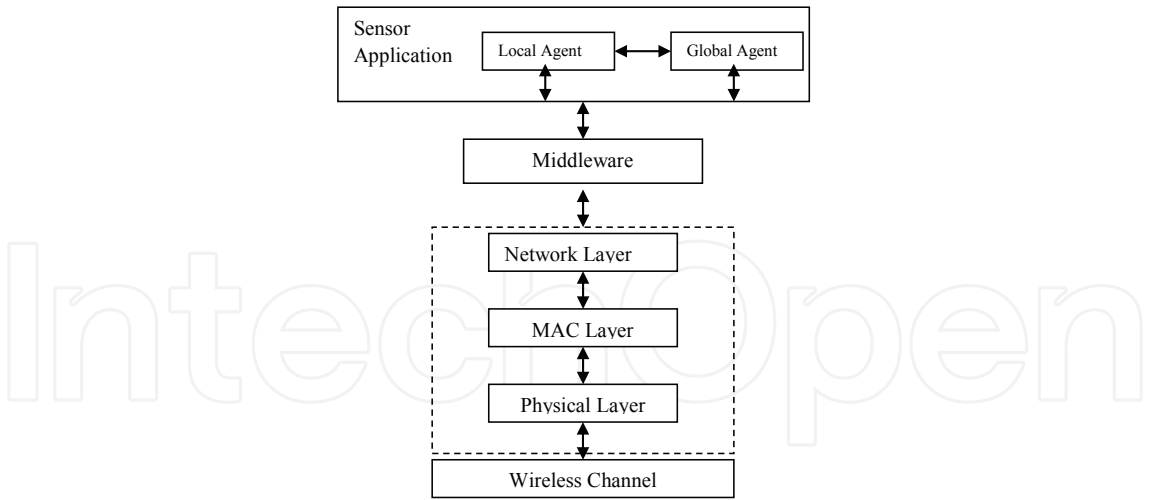 Sensor
Application
Local Agent
Global Agent
Middleware
Network Layer
MAC Layer
Physical Layer
Wireless Channel
IntechOpen